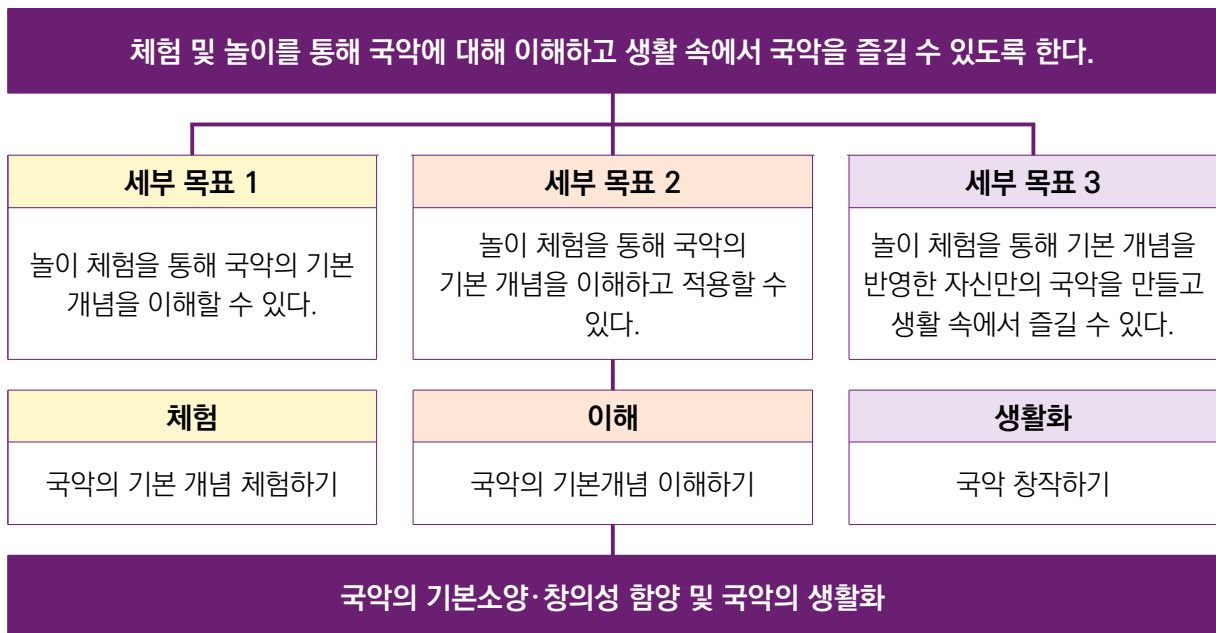 체험 및 놀이를 통해 국악에 대해 이해하고 생활 속에서 국악을 즐길 수 있도록 한다.
세부 목표 1
놀이 체험을 통해 국악의 기본
개념을 이해할 수 있다.
세부 목표 2
놀이 체험을 통해 국악의
기본 개념을 이해하고 적용할 수
있다.
세부 목표 3
놀이 체험을 통해 기본 개념을
반영한 자신만의 국악을 만들고
생활 속에서 즐길 수 있다.
체험
국악의 기본 개념 체험하기
이해
국악의 기본개념 이해하기
생활화
국악 창작하기
국악의 기본소양·창의성 함양 및 국악의 생활화